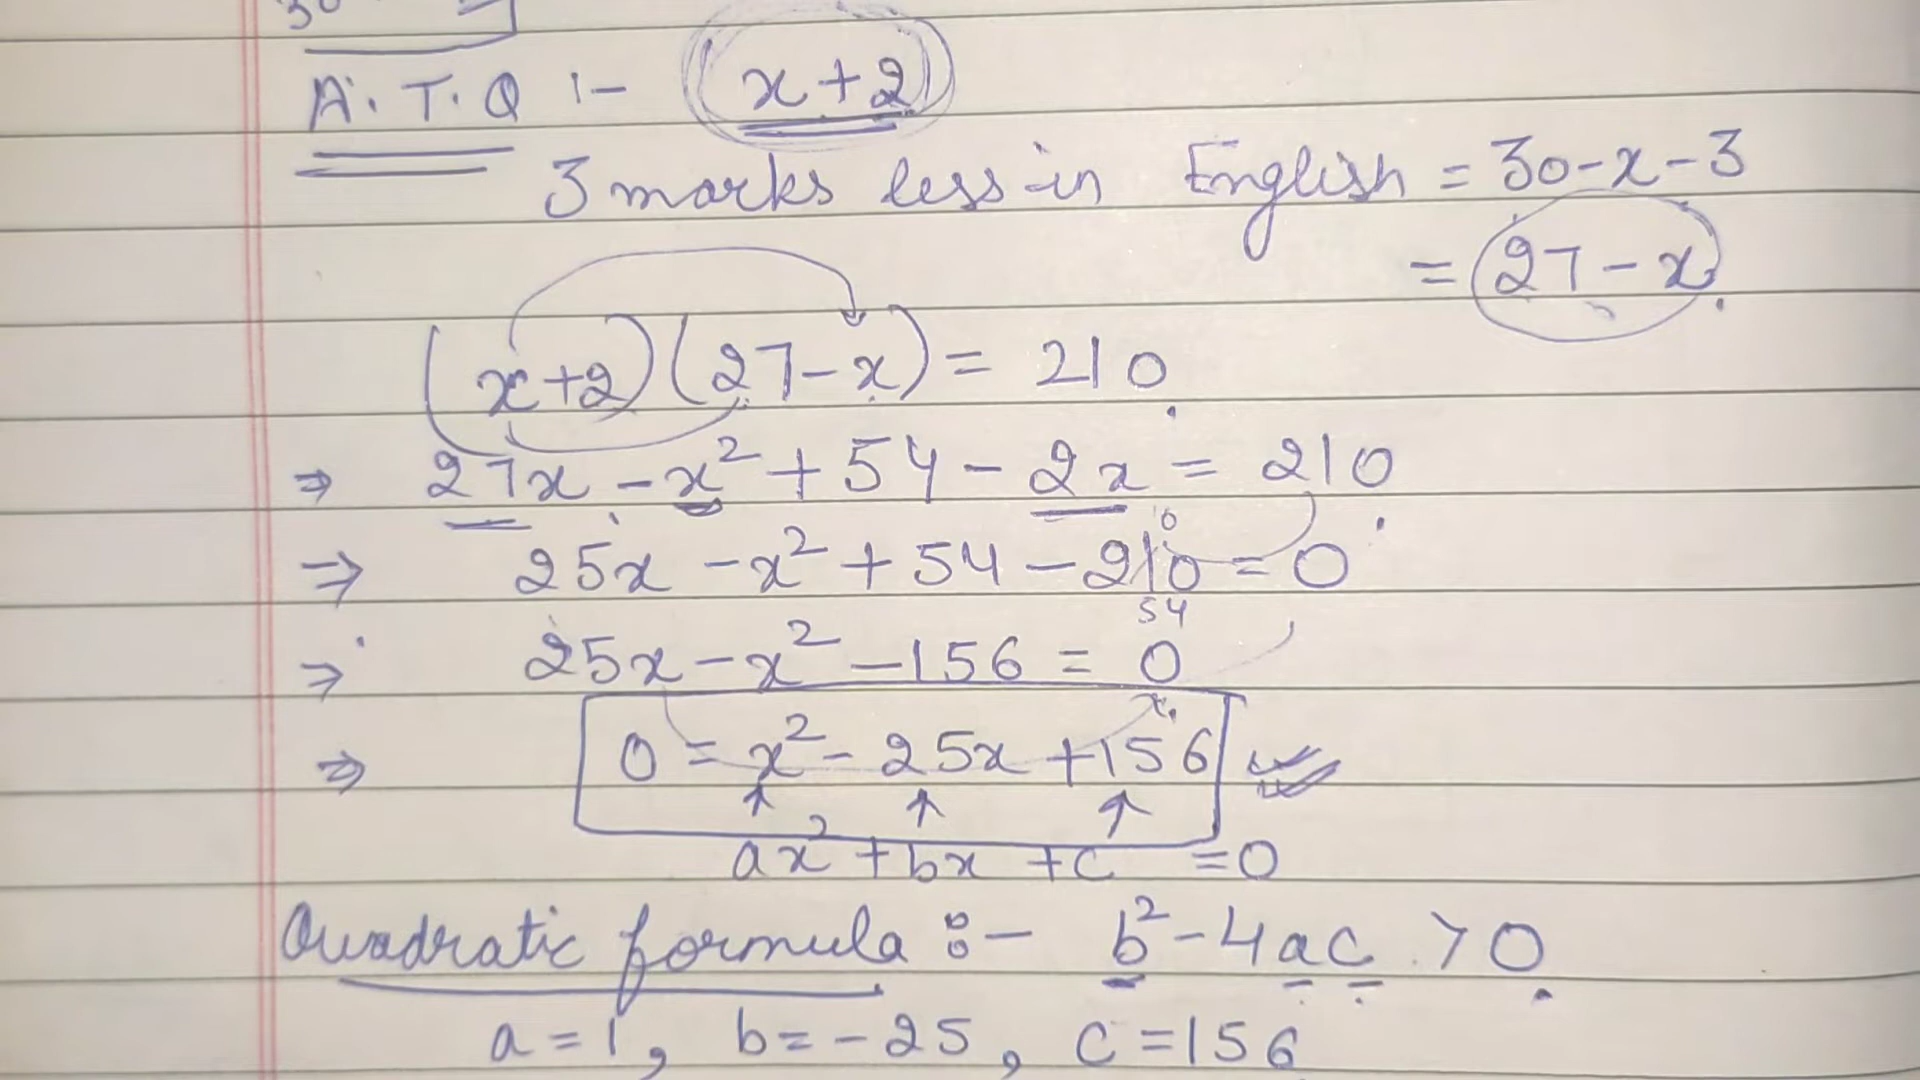 30
A.T.Q :- (x+2)
3 marks less in English = 30-x-3
= 27-x
(x+2)(27-x) = 210
⇒ 27x - x² + 54 - 2x = 210
⇒ 25x - x² + 54 - 210 = 0
54
⇒ 25x - x² - 156 = 0
⇒ 0 = x² - 25x + 156
ax² + bx + c = 0
Quadratic formula :- b² - 4ac > 0
a = 1, b = -25, c = 156